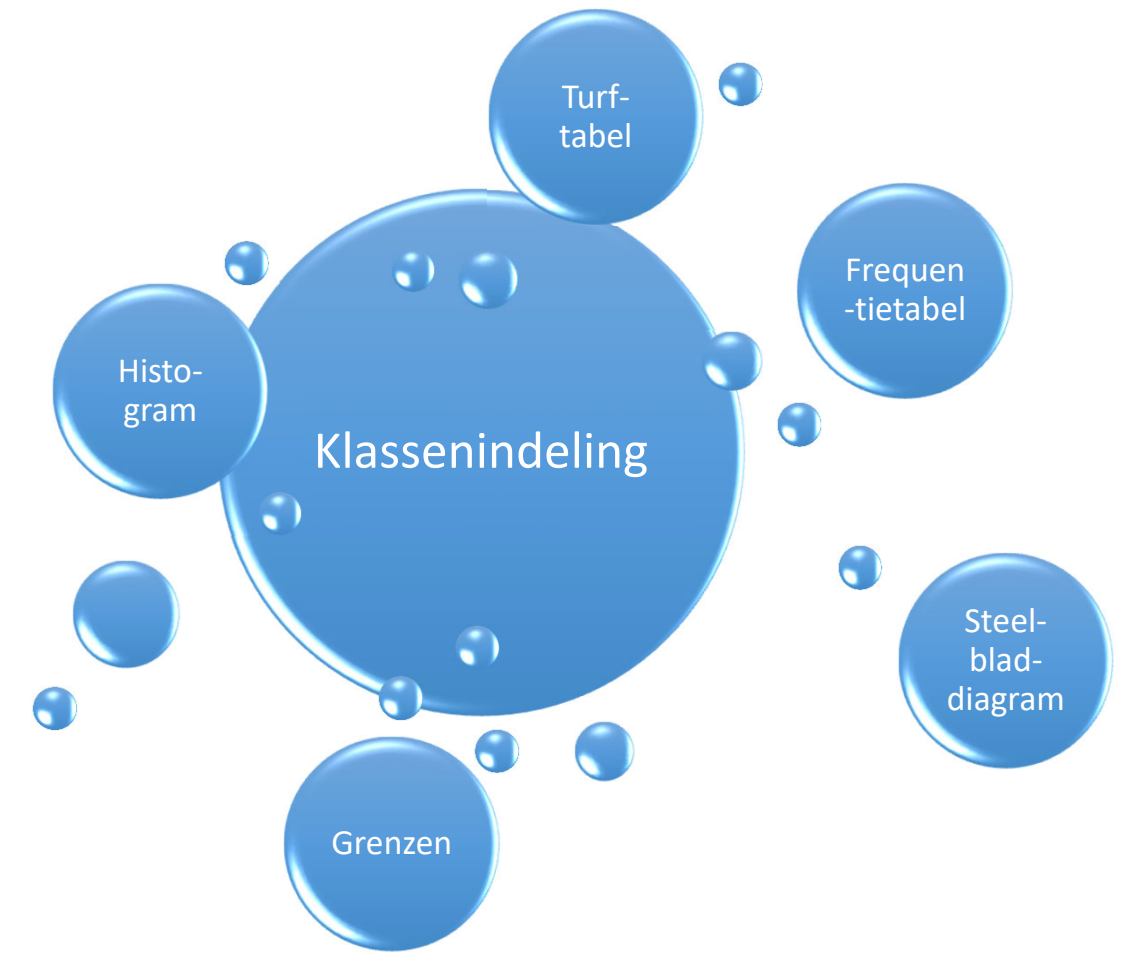 Turf-
tabel
Frequen
-tietabel
Histo-
gram
Klassenindeling
Steel-
blad-
diagram
Grenzen